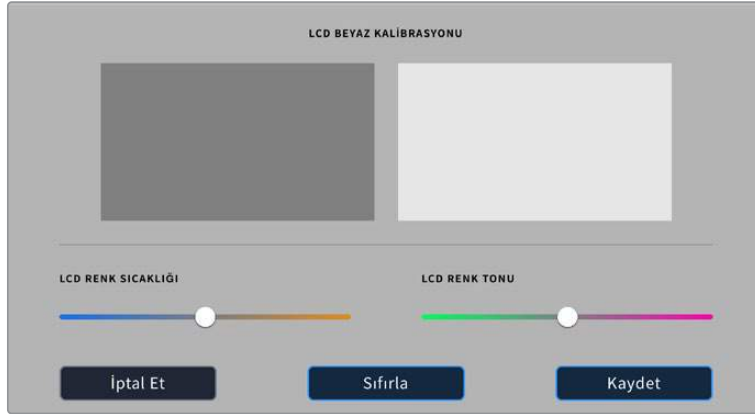 LCD BEYAZ KALİBRASYONU
LCD RENK SICAKLIĞI
LCD RENK TONU
İptal Et
Sıfırla
Kaydet